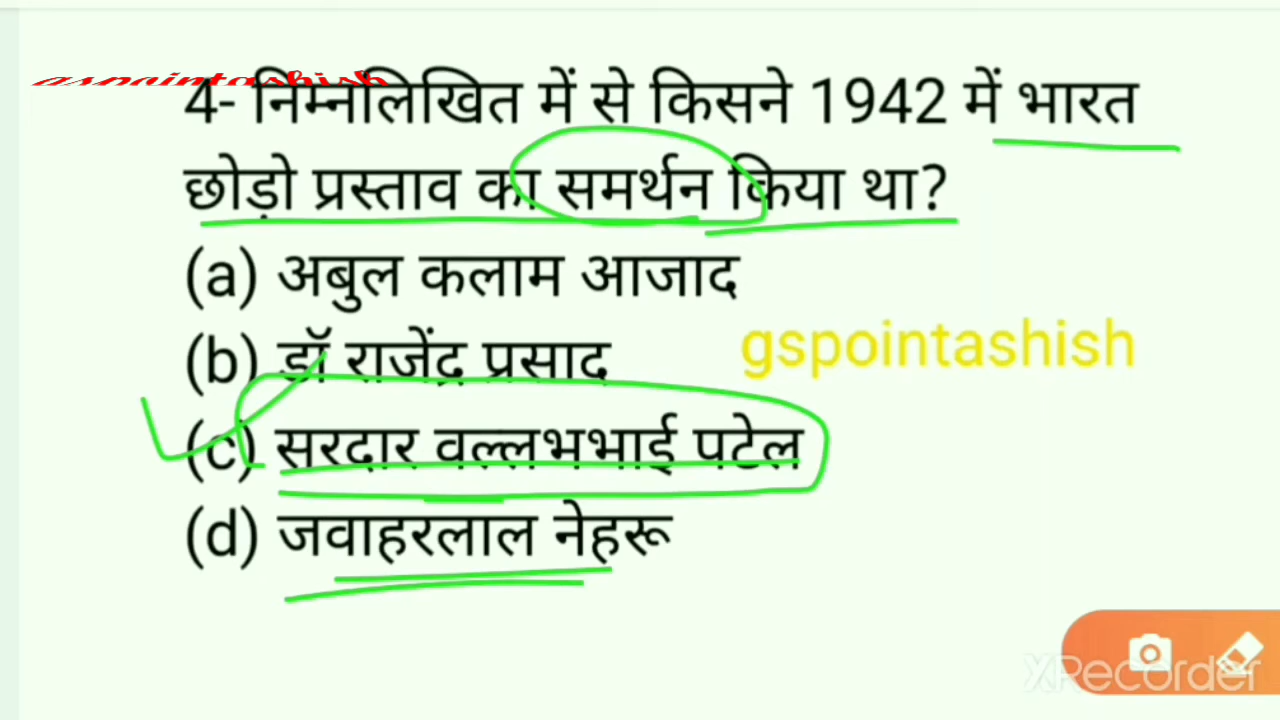 gspointashish
4- निम्नलिखित में से किसने 1942 में भारत
छोड़ो प्रस्ताव का समर्थन किया था?
(a) अबुल कलाम आजाद
(b) डॉ राजेंद्र प्रसाद
gspointashish
(c) सरदार वल्लभभाई पटेल
(d) जवाहरलाल नेहरू
XRecorder